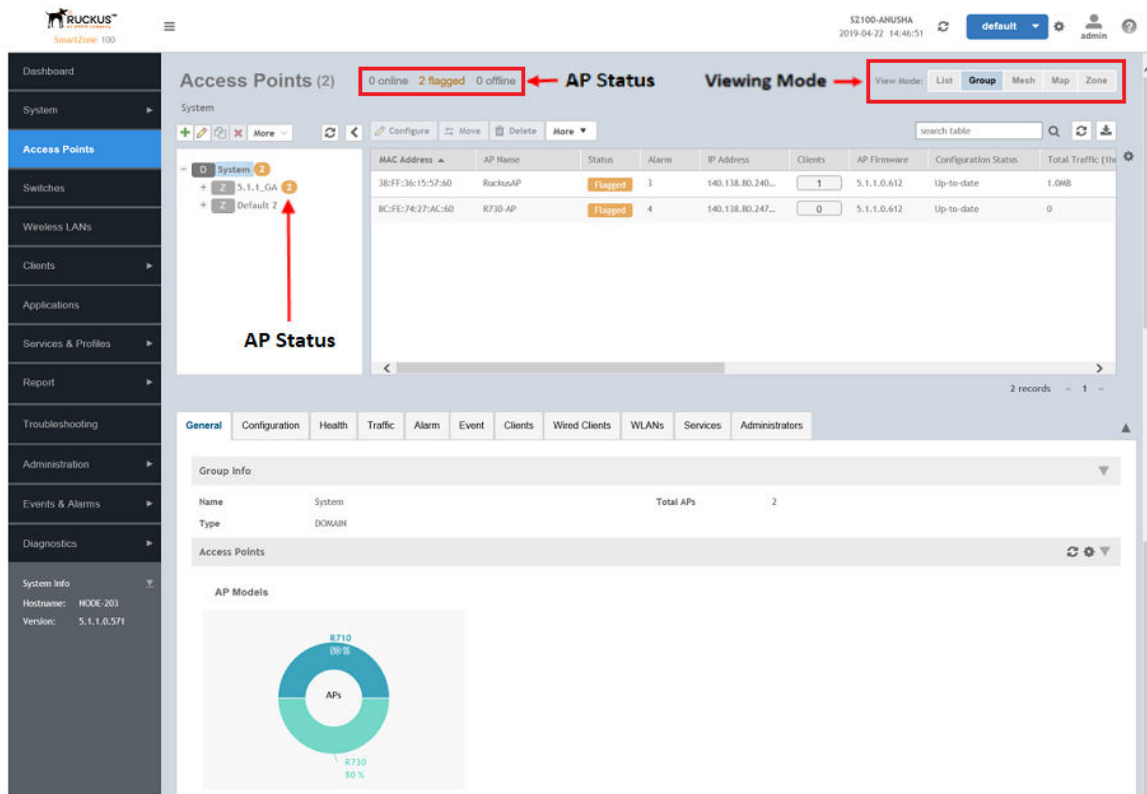 RUCKUS™
SmartZone 100
SZ100-ANUSHA
2019-04-22 14:46:51
default
admin
Dashboard
System
Access Points
Switches
Wireless LANs
Clients
Applications
Services & Profiles
Report
Troubleshooting
Administration
Events & Alarms
Diagnostics
System Info
Hostname: NODE-203
Version: 5.1.1.0.571
Access Points (2)
0 online 2 flagged 0 offline
AP Status
Viewing Mode
View Mode: List Group Mesh Map Zone
System
More
Configure Move Delete More
search table
D System 2
Z 5.1.1_GA 2
Z Default Z
AP Status
MAC Address AP Name Status Alarm IP Address Clients AP Firmware Configuration Status Total Traffic (the
38:FF:36:15:57:60 RuckusAP Flagged 3 140.138.80.240... 1 5.1.1.0.612 Up-to-date 1.0MB
8C:FE:74:27:AC:60 R730-AP Flagged 4 140.138.80.247... 0 5.1.1.0.612 Up-to-date 0
2 records 1
General Configuration Health Traffic Alarm Event Clients Wired Clients WLANs Services Administrators
Group Info
Name System Total APs 2
Type DOMAIN
Access Points
AP Models
R710
APs
R730
50 %